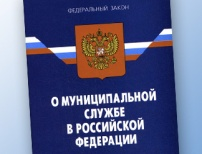 ФЕДЕРАЛЬНЫЙ ЗАКОН
О МУНИЦИПАЛЬНОЙ
СЛУЖБЕ
В РОССИЙСКОЙ
ФЕДЕРАЦИИ